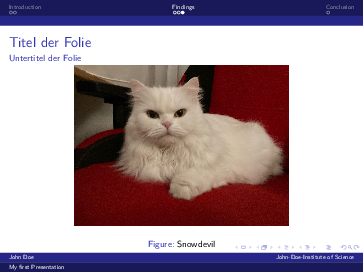 Introduction
Findings
Conclusion
Titel der Folie
Untertitel der Folie
Figure: Snowdevil
John Doe
John-Doe-Institute of Science
My first Presentation